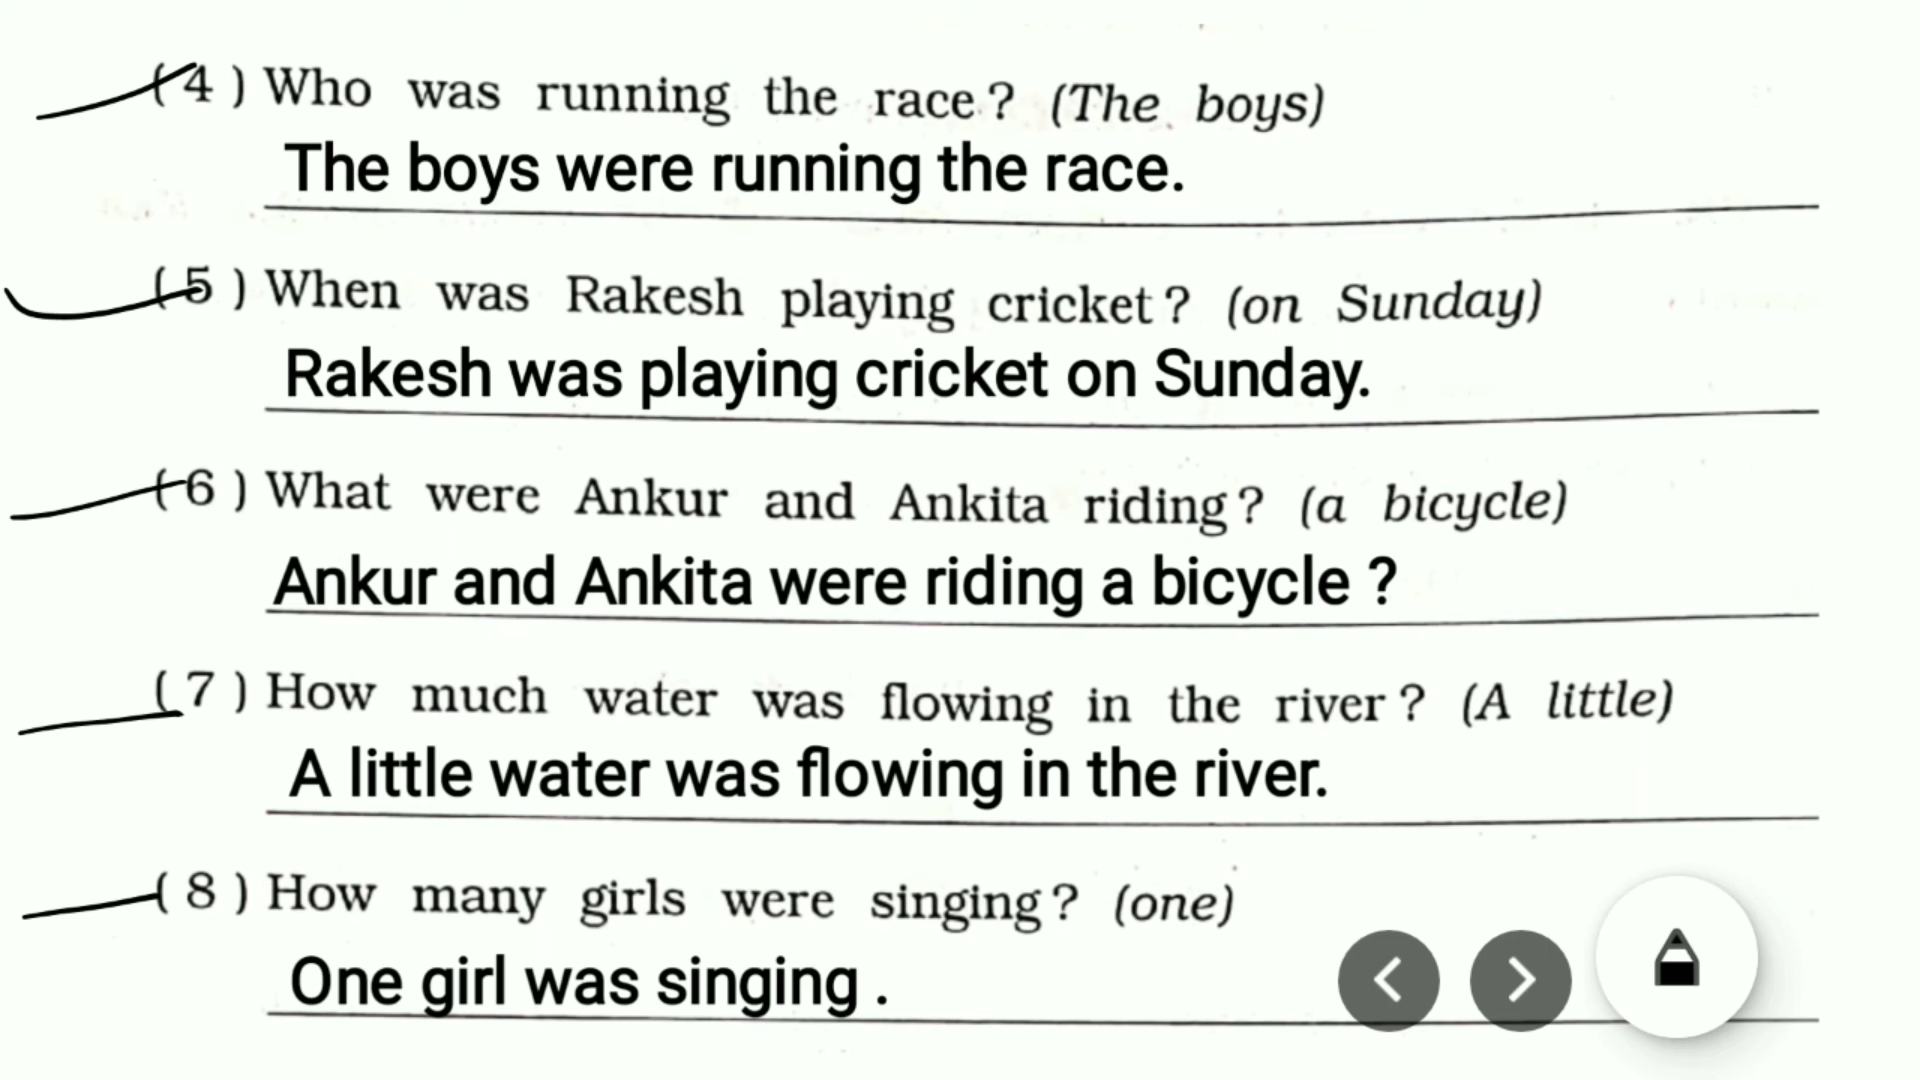 ( 4 ) Who was running the race ? (The boys)
The boys were running the race.
( 5 ) When was Rakesh playing cricket ? (on Sunday)
Rakesh was playing cricket on Sunday.
( 6 ) What were Ankur and Ankita riding ? (a bicycle)
Ankur and Ankita were riding a bicycle ?
( 7 ) How much water was flowing in the river ? (A little)
A little water was flowing in the river.
( 8 ) How many girls were singing ? (one)
One girl was singing .